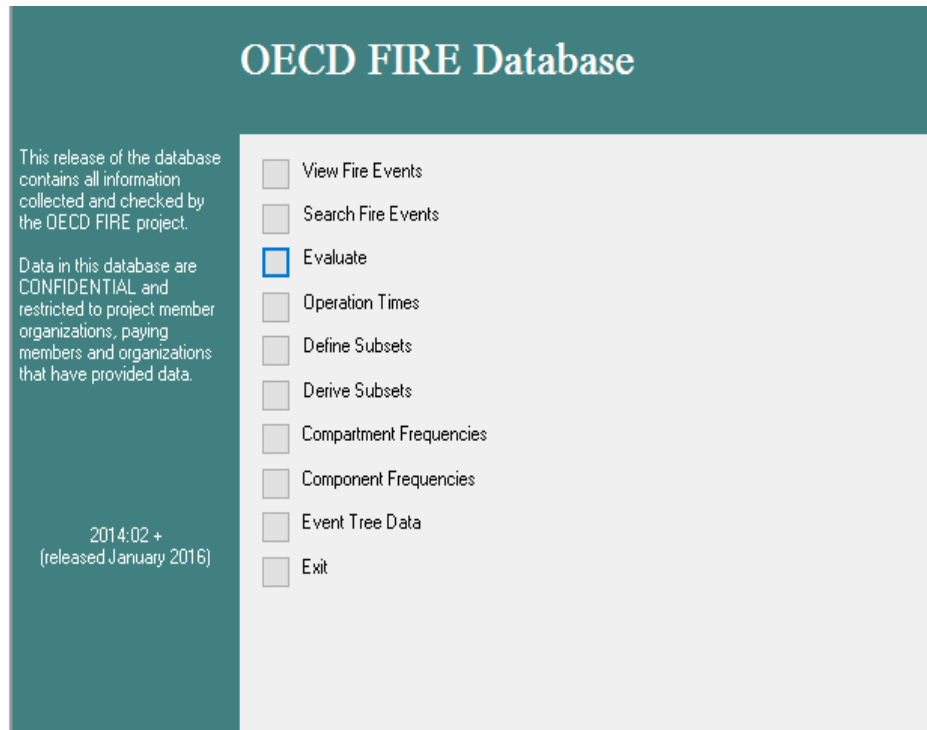 OECD FIRE Database
This release of the database
contains all information
collected and checked by
the OECD FIRE project.
Data in this database are
CONFIDENTIAL and
restricted to project member
organizations, paying
members and organizations
that have provided data.
2014:02 +
(released January 2016)
View Fire Events
Search Fire Events
Evaluate
Operation Times
Define Subsets
Derive Subsets
Compartment Frequencies
Component Frequencies
Event Tree Data
Exit